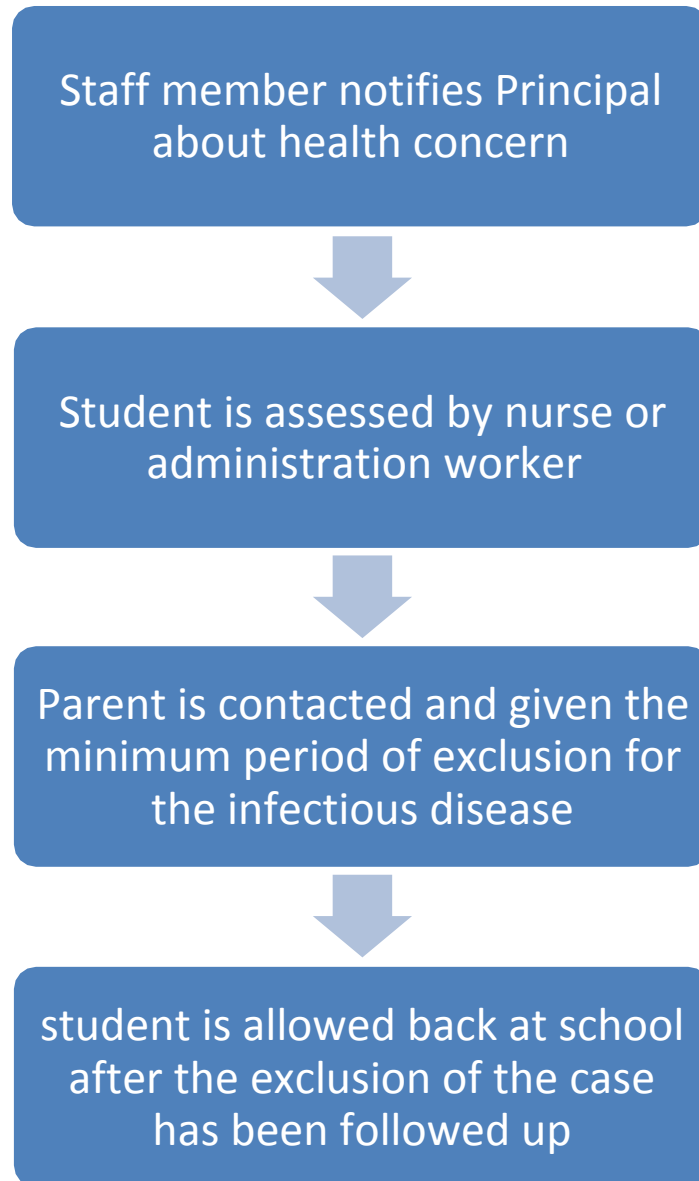 Staff member notifies Principal
about health concern
Student is assessed by nurse or
administration worker
Parent is contacted and given the
minimum period of exclusion for
the infectious disease
student is allowed back at school
after the exclusion of the case
has been followed up